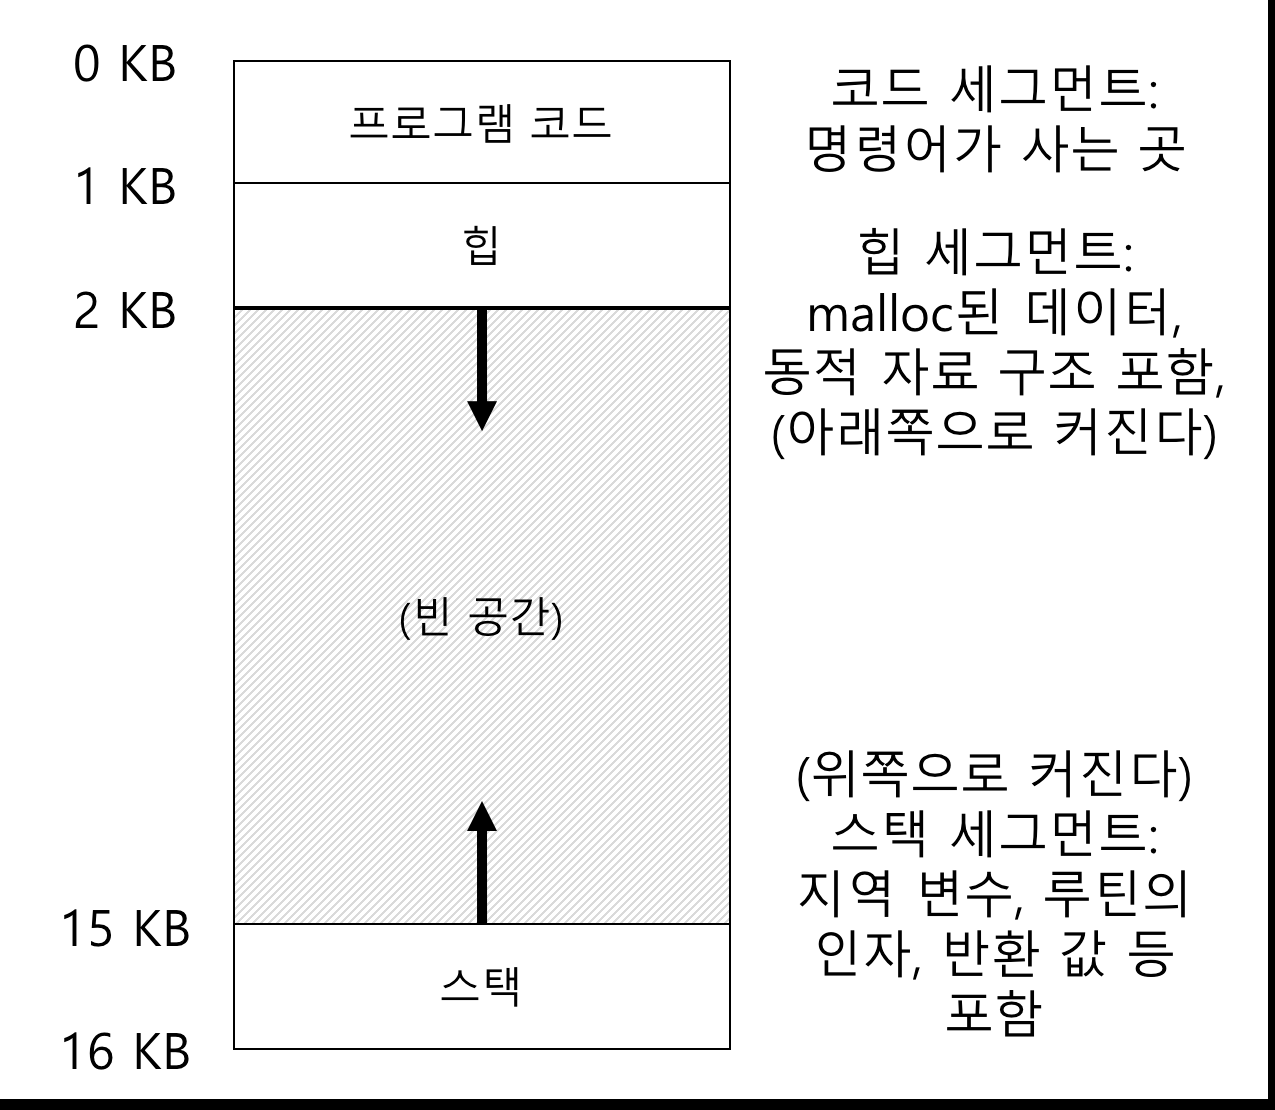 0 KB
프로그램 코드
코드 세그먼트:
명령어가 사는 곳
1 KB
힙
힙 세그먼트:
malloc된 데이터,
동적 자료 구조 포함,
(아래쪽으로 커진다)
2 KB
(빈 공간)
(위쪽으로 커진다)
스택 세그먼트:
지역 변수, 루틴의
인자, 반환 값 등
포함
15 KB
스택
16 KB